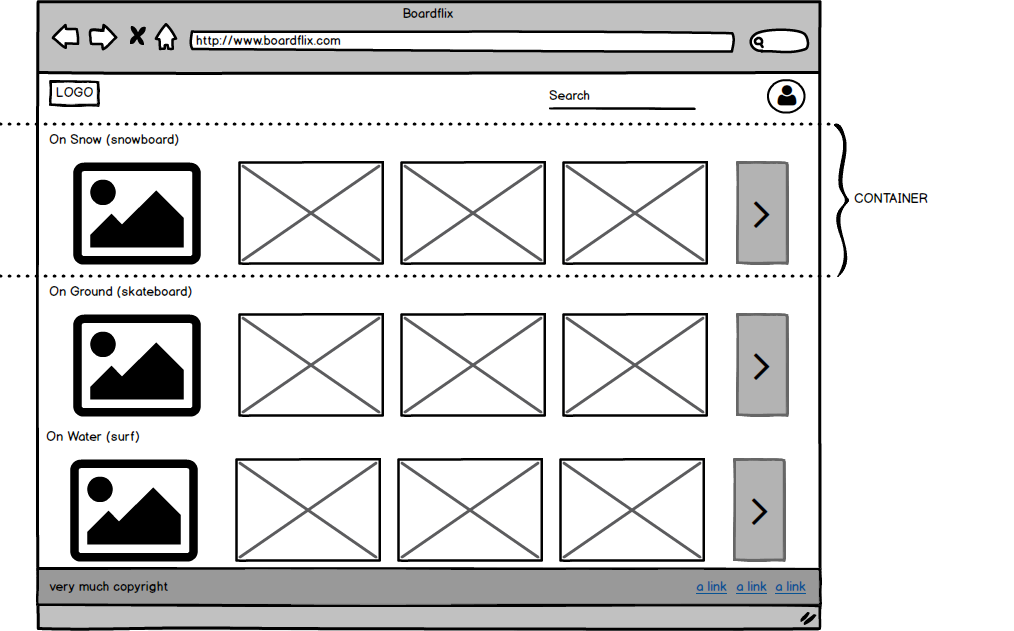 Boardflix
http://www.boardflix.com
LOGO
Search
On Snow (snowboard)
CONTAINER
On Ground (skateboard)
On Water (surf)
very much copyright
a link a link a link